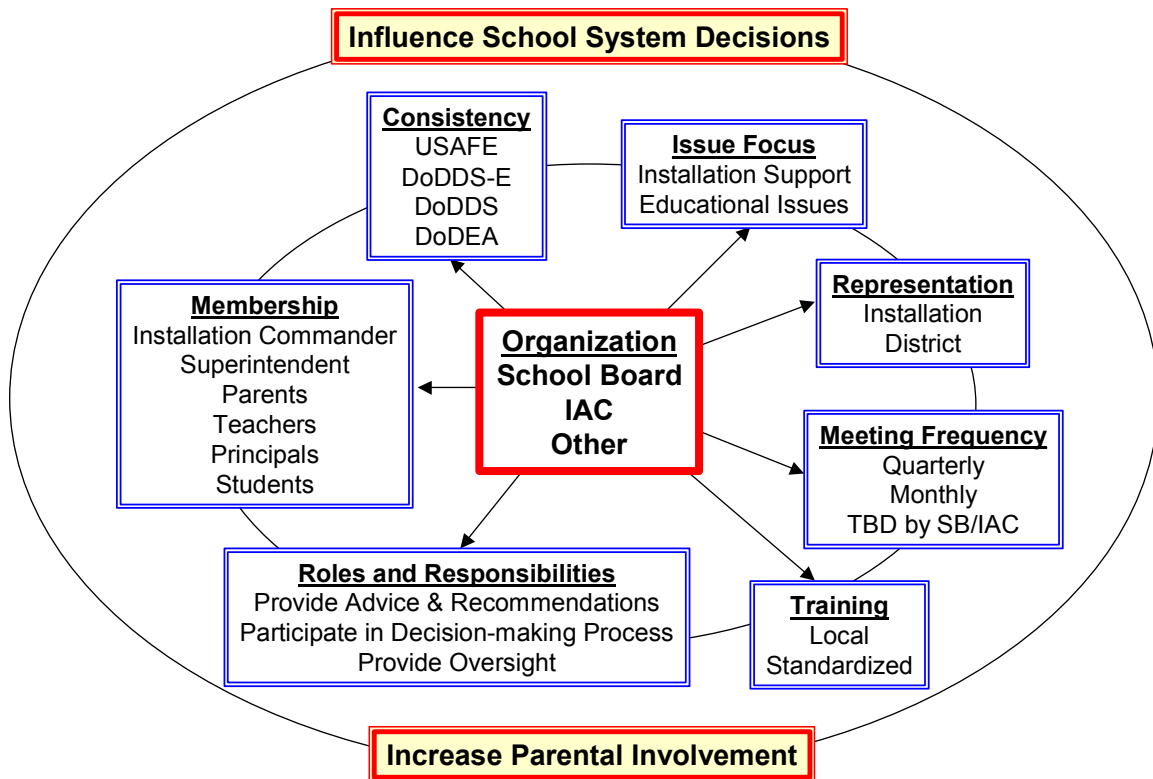 Influence School System Decisions
Consistency
USAFE
DoDDS-E
DoDDS
DoDEA
Issue Focus
Installation Support
Educational Issues
Membership
Installation Commander
Superintendent
Parents
Teachers
Principals
Students
Organization
School Board
IAC
Other
Representation
Installation
District
Meeting Frequency
Quarterly
Monthly
TBD by SB/IAC
Roles and Responsibilities
Provide Advice & Recommendations
Participate in Decision-making Process
Provide Oversight
Training
Local
Standardized
Increase Parental Involvement